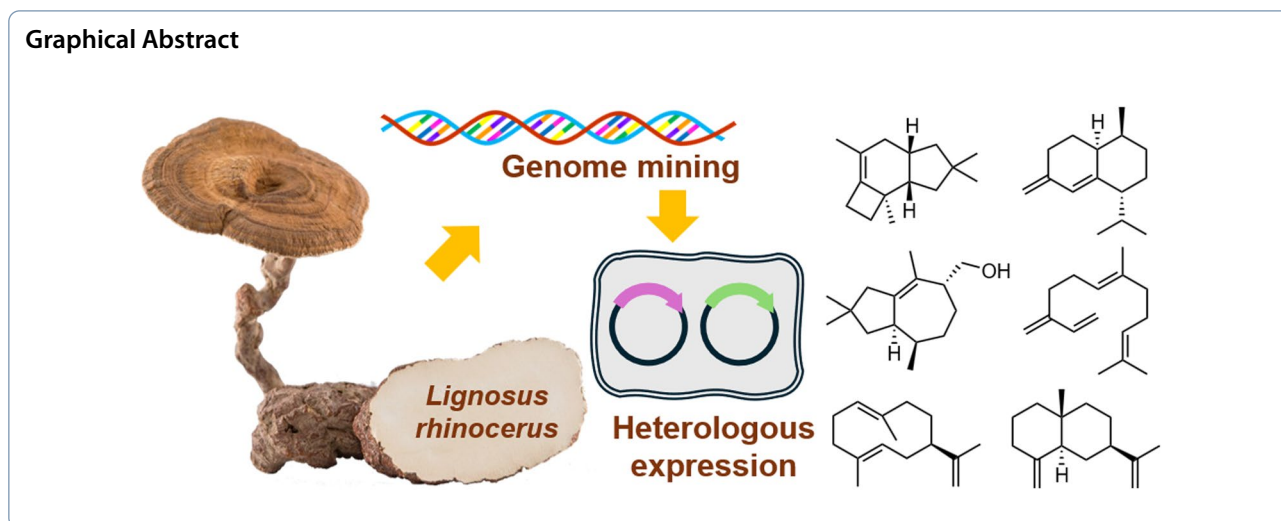 Graphical Abstract
Genome mining
Lignosus
rhinocerus
Heterologous
expression
H
H
H
OH
H
H